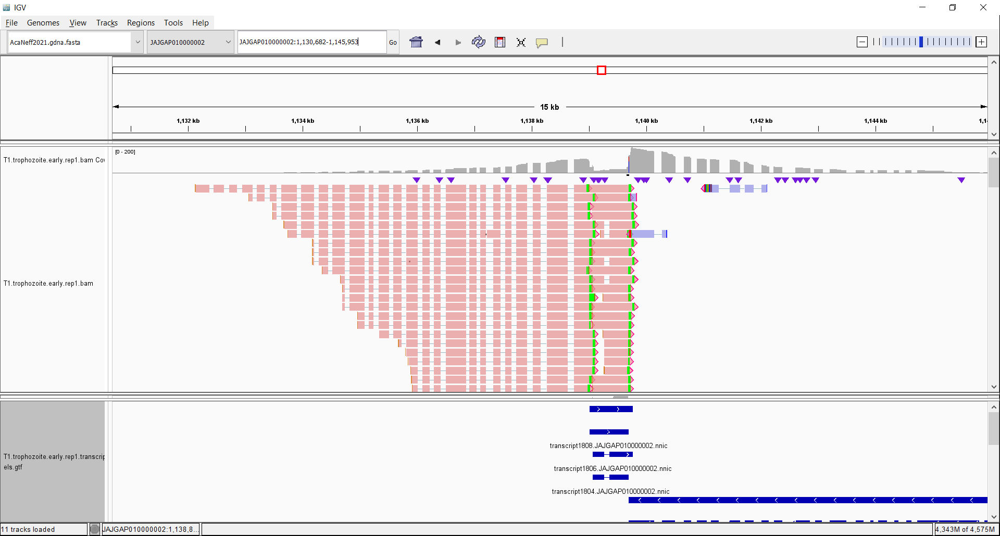 IGV
File Genomes View Tracks Regions Tools Help
AcaNeff2021.gdna.fasta JAJGAP010000002 JAJGAP010000002:1,130,682-1,145,953 Go
15 kb
1,132 kb 1,134 kb 1,136 kb 1,138 kb 1,140 kb 1,142 kb 1,144 kb 1,1
[0 - 200]
T1.trophozoite.early.rep1.bam Co
T1.trophozoite.early.rep1.bam
transcript1808.JAJGAP010000002.nnic
T1.trophozoite.early.rep1.transcrip
els.gtf
transcript1806.JAJGAP010000002.nnic
transcript1804.JAJGAP010000002.nnic
11 tracks loaded JAJGAP010000002:1,138,8... 4,343M of 4,575M